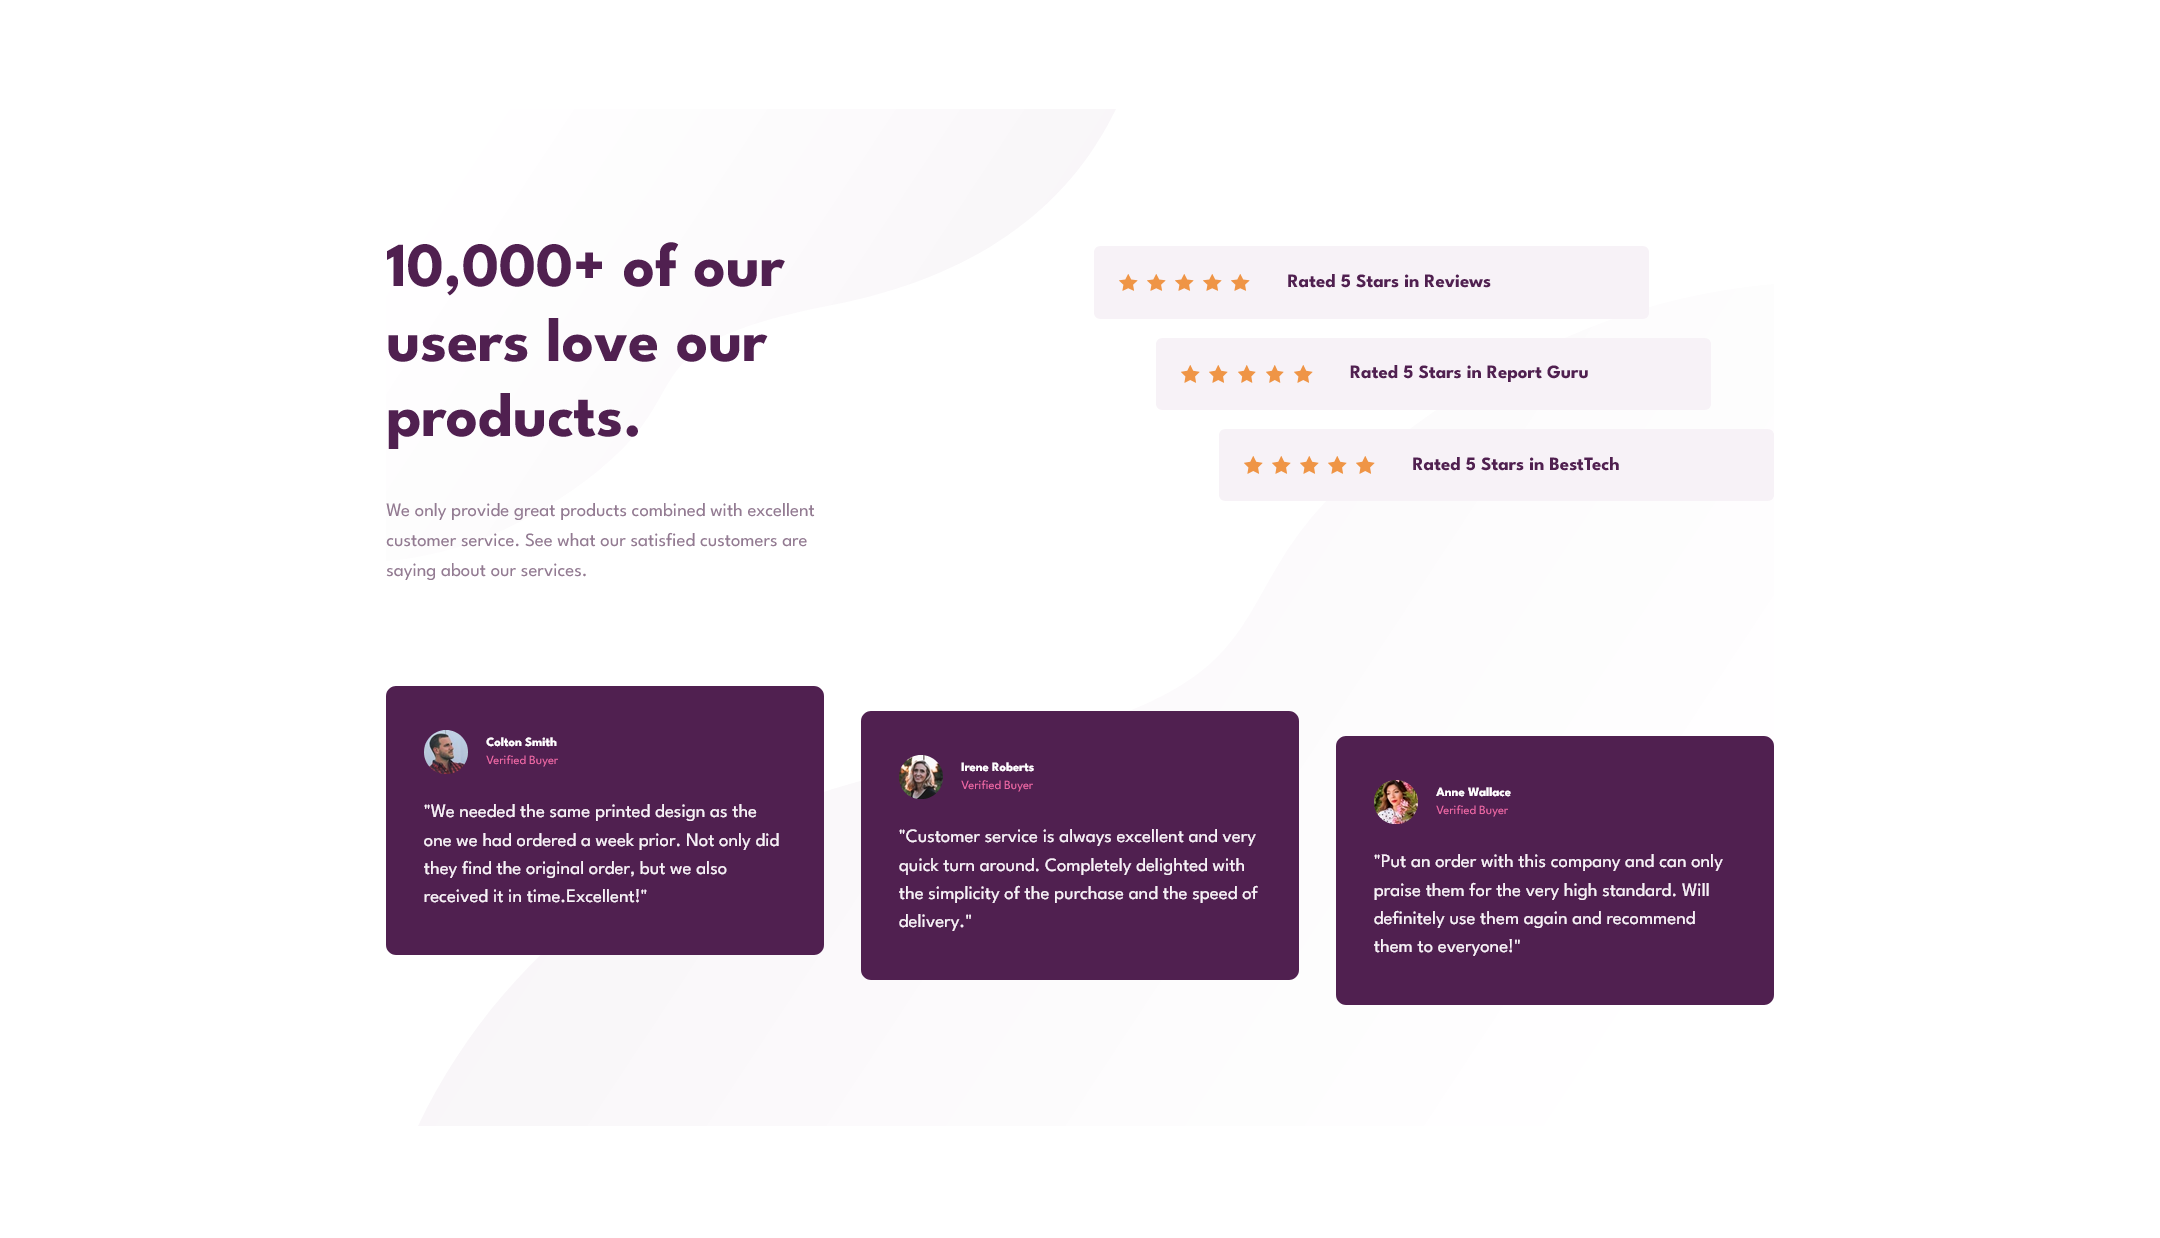 10,000+ of our
users love our
products.
We only provide great products combined with excellent
customer service. See what our satisfied customers are
saying about our services.
Rated 5 Stars in Reviews
Rated 5 Stars in Report Guru
Rated 5 Stars in BestTech
Colton Smith
Verified Buyer
"We needed the same printed design as the
one we had ordered a week prior. Not only did
they find the original order, but we also
received it in time.Excellent!"
Irene Roberts
Verified Buyer
"Customer service is always excellent and very
quick turn around. Completely delighted with
the simplicity of the purchase and the speed of
delivery."
Anne Wallace
Verified Buyer
"Put an order with this company and can only
praise them for the very high standard. Will
definitely use them again and recommend
them to everyone!"